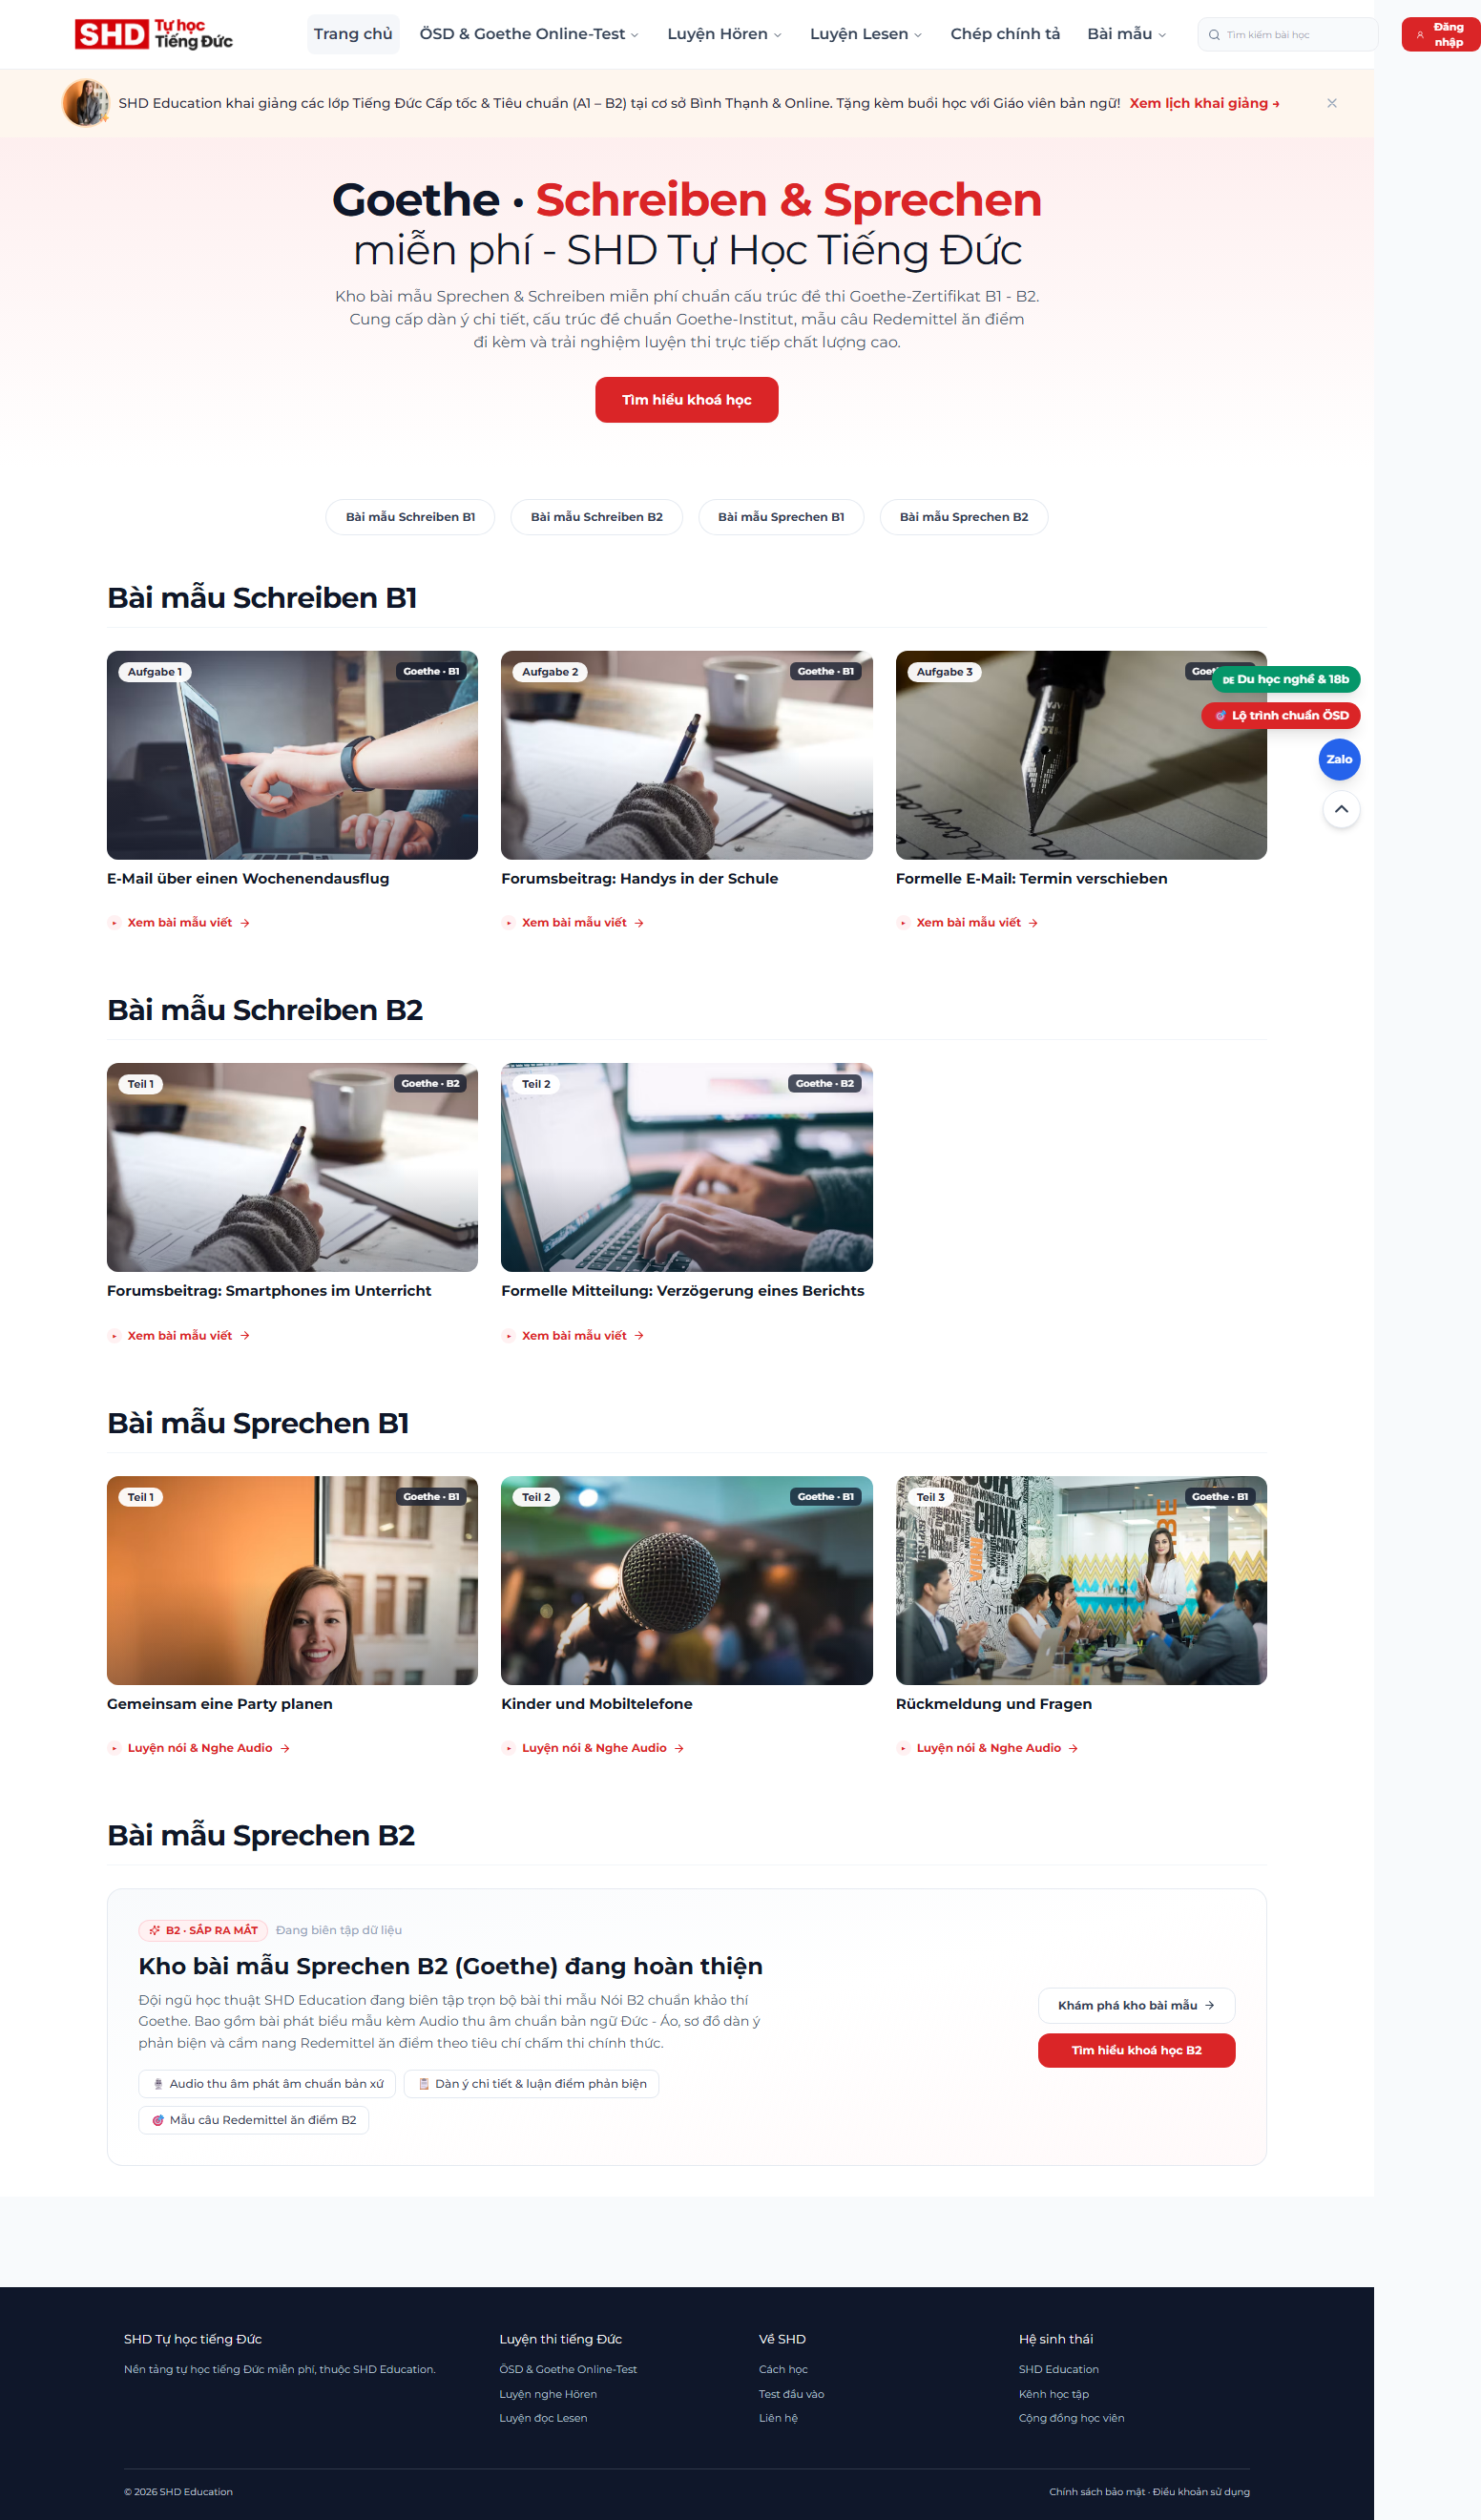 SHD Tự học Tiếng Đức
Trang chủ
ÖSD & Goethe Online-Test
Luyện Hören
Luyện Lesen
Chép chính tả
Bài mẫu
Tìm kiếm bài học
Đăng nhập
SHD Education khai giảng các lớp Tiếng Đức Cấp tốc & Tiêu chuẩn (A1 – B2) tại cơ sở Bình Thạnh & Online. Tặng kèm buổi học với Giáo viên bản ngữ! Xem lịch khai giảng →
Goethe · Schreiben & Sprechen
miễn phí - SHD Tự Học Tiếng Đức
Kho bài mẫu Sprechen & Schreiben miễn phí chuẩn cấu trúc đề thi Goethe-Zertifikat B1 - B2.
Cung cấp dàn ý chi tiết, cấu trúc đề chuẩn Goethe-Institut, mẫu câu Redemittel ăn điểm
đi kèm và trải nghiệm luyện thi trực tiếp chất lượng cao.
Tìm hiểu khoá học
Bài mẫu Schreiben B1
Bài mẫu Schreiben B2
Bài mẫu Sprechen B1
Bài mẫu Sprechen B2
Bài mẫu Schreiben B1
Aufgabe 1
Goethe · B1
Aufgabe 2
Goethe · B1
Aufgabe 3
DE Du học nghề & 18b
Lộ trình chuẩn ÖSD
Zalo
E-Mail über einen Wochenendausflug
Forumsbeitrag: Handys in der Schule
Formelle E-Mail: Termin verschieben
Xem bài mẫu viết →
Xem bài mẫu viết →
Xem bài mẫu viết →
Bài mẫu Schreiben B2
Teil 1
Goethe · B2
Teil 2
Goethe · B2
Forumsbeitrag: Smartphones im Unterricht
Formelle Mitteilung: Verzögerung eines Berichts
Xem bài mẫu viết →
Xem bài mẫu viết →
Bài mẫu Sprechen B1
Teil 1
Goethe · B1
Teil 2
Goethe · B1
Teil 3
Goethe · B1
CHINA
Gemeinsam eine Party planen
Kinder und Mobiltelefone
Rückmeldung und Fragen
Luyện nói & Nghe Audio →
Luyện nói & Nghe Audio →
Luyện nói & Nghe Audio →
Bài mẫu Sprechen B2
B2 · SẮP RA MẮT
Đang biên tập dữ liệu
Kho bài mẫu Sprechen B2 (Goethe) đang hoàn thiện
Đội ngũ học thuật SHD Education đang biên tập trọn bộ bài thi mẫu Nói B2 chuẩn khảo thí
Goethe. Bao gồm bài phát biểu mẫu kèm Audio thu âm chuẩn bản ngữ Đức - Áo, sơ đồ dàn ý
phản biện và cẩm nang Redemittel ăn điểm theo tiêu chí chấm thi chính thức.
Khám phá kho bài mẫu →
Tìm hiểu khoá học B2
Audio thu âm phát âm chuẩn bản xứ
Dàn ý chi tiết & luận điểm phản biện
Mẫu câu Redemittel ăn điểm B2
SHD Tự học tiếng Đức
Nền tảng tự học tiếng Đức miễn phí, thuộc SHD Education.
Luyện thi tiếng Đức
ÖSD & Goethe Online-Test
Luyện nghe Hören
Luyện đọc Lesen
Về SHD
Cách học
Test đầu vào
Liên hệ
Hệ sinh thái
SHD Education
Kênh học tập
Cộng đồng học viên
© 2026 SHD Education
Chính sách bảo mật · Điều khoản sử dụng